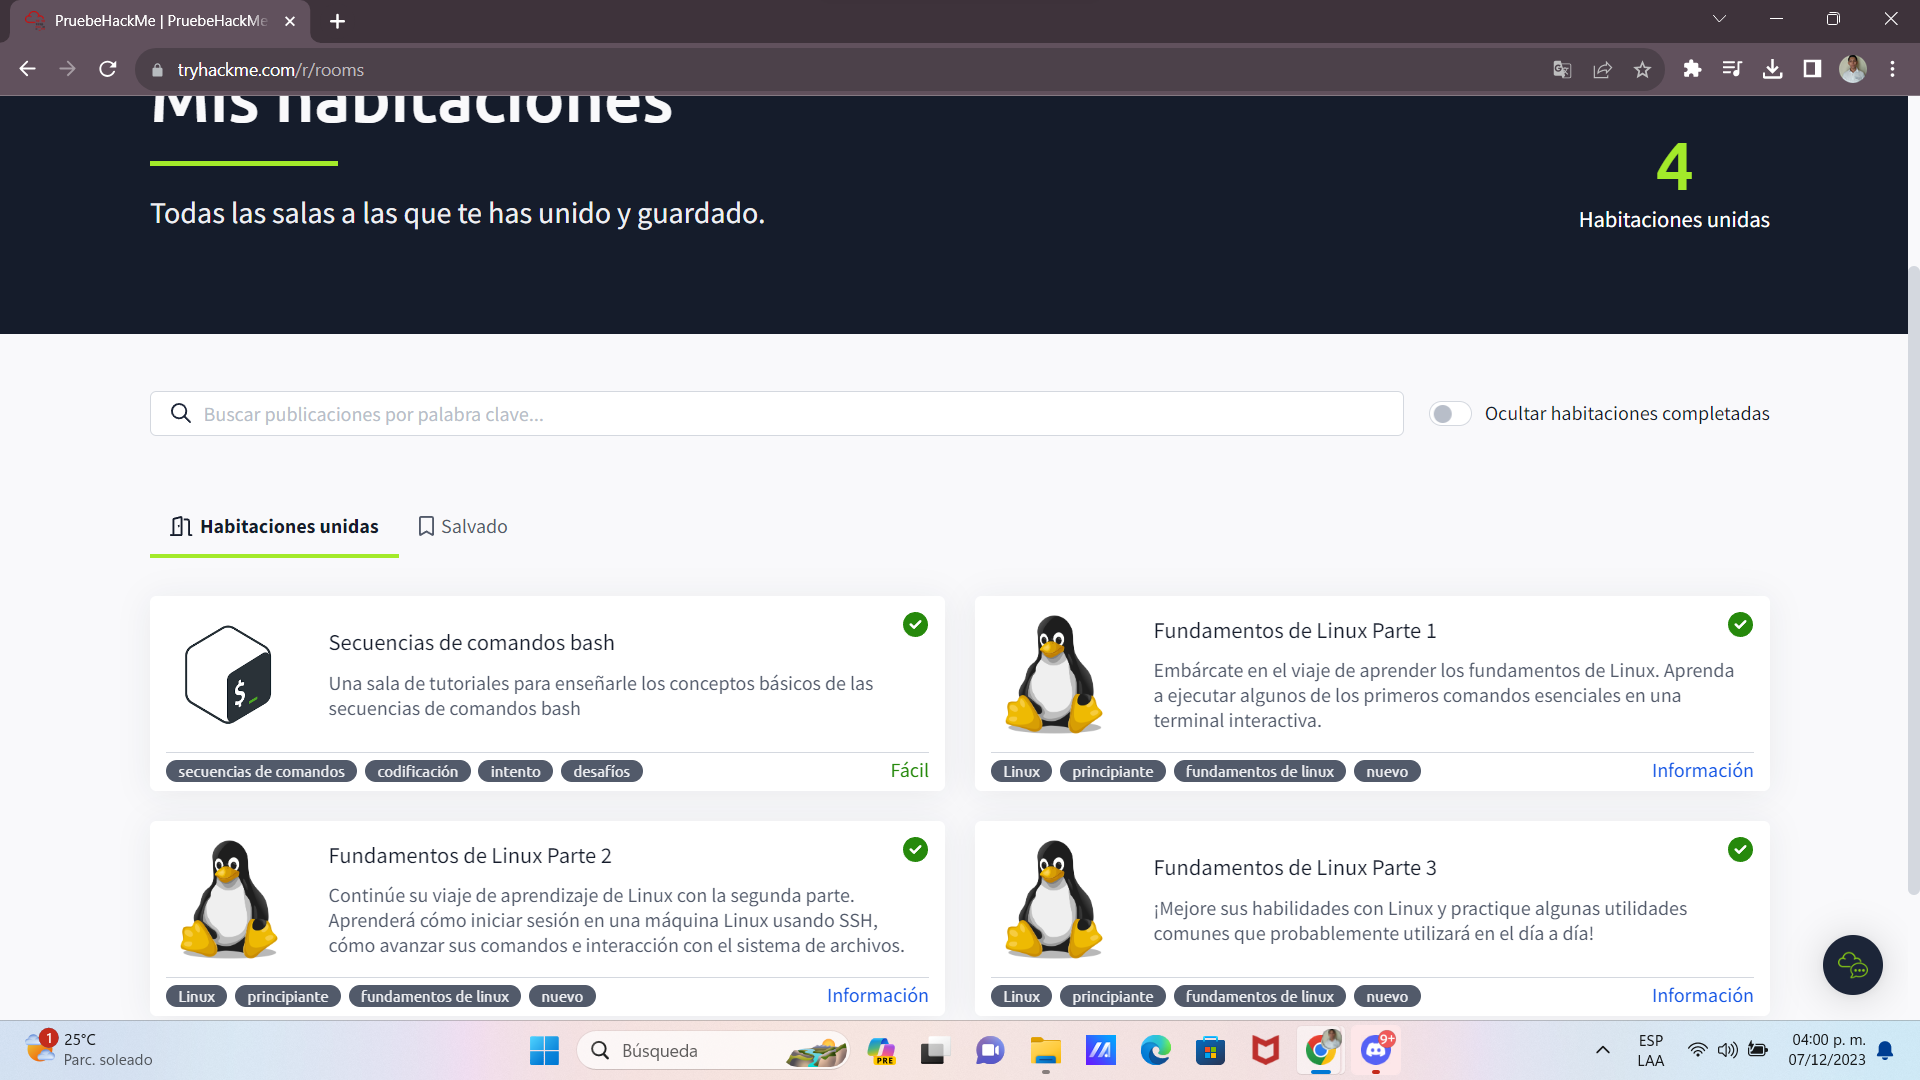 PruebeHackMe | PruebeHackMe
tryhackme.com/r/rooms
Mis habitaciones
Todas las salas a las que te has unido y guardado.
4
Habitaciones unidas
Buscar publicaciones por palabra clave...
Ocultar habitaciones completadas
Habitaciones unidas
Salvado
Secuencias de comandos bash
Una sala de tutoriales para enseñarle los conceptos básicos de las
secuencias de comandos bash
secuencias de comandos codificación intento desafíos Fácil
Fundamentos de Linux Parte 1
Embárcate en el viaje de aprender los fundamentos de Linux. Aprenda
a ejecutar algunos de los primeros comandos esenciales en una
terminal interactiva.
Linux principiante fundamentos de linux nuevo Información
Fundamentos de Linux Parte 2
Continúe su viaje de aprendizaje de Linux con la segunda parte.
Aprenderá cómo iniciar sesión en una máquina Linux usando SSH,
cómo avanzar sus comandos e interacción con el sistema de archivos.
Linux principiante fundamentos de linux nuevo Información
Fundamentos de Linux Parte 3
¡Mejore sus habilidades con Linux y practique algunas utilidades
comunes que probablemente utilizará en el día a día!
Linux principiante fundamentos de linux nuevo Información
1
25°C
Parc. soleado
Búsqueda
PRE
9+
ESP
LAA
04:00 p. m.
07/12/2023